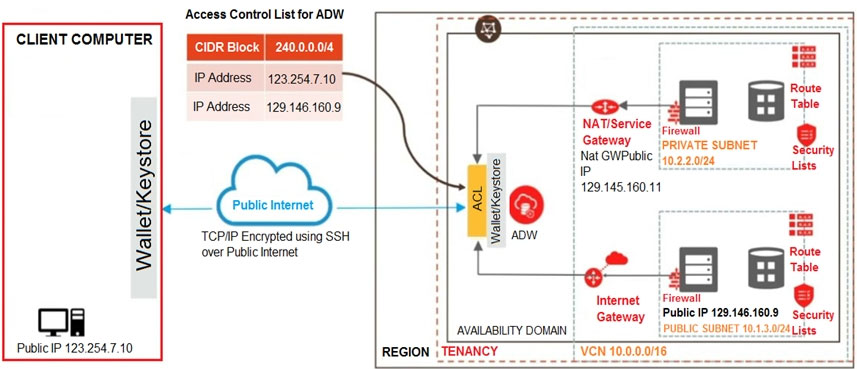 Access Control List for ADW
CIDR Block 240.0.0.0/4
IP Address 123.254.7.10
IP Address 129.146.160.9
CLIENT COMPUTER
Wallet/Keystore
Public IP 123.254.7.10
Public Internet
TCP/IP Encrypted using SSH
over Public Internet
ACL
Wallet/Keystore
ADW
NAT/Service
Gateway
Nat GWPublic
IP
129.145.160.11
Firewall
PRIVATE SUBNET
10.2.2.0/24
Route
Table
Security
Lists
Internet
Gateway
Firewall
Public IP 129.146.160.9
PUBLIC SUBNET 10.1.3.0/24
Route
Table
Security
Lists
AVAILABILITY DOMAIN
REGION
TENANCY
VCN 10.0.0.0/16